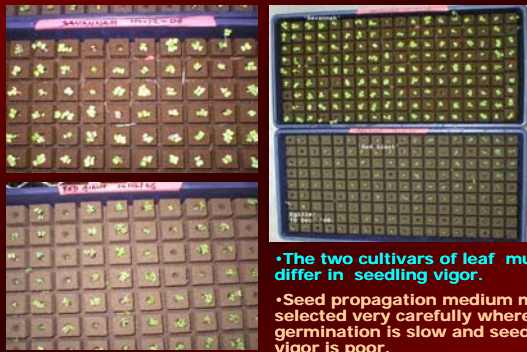 SAVANNAH
'Savannah'
RED GIANT
'Red Giant'
•The two cultivars of leaf mu
differ in seedling vigor.
•Seed propagation medium m
selected very carefully where
germination is slow and seed
vigor is poor.